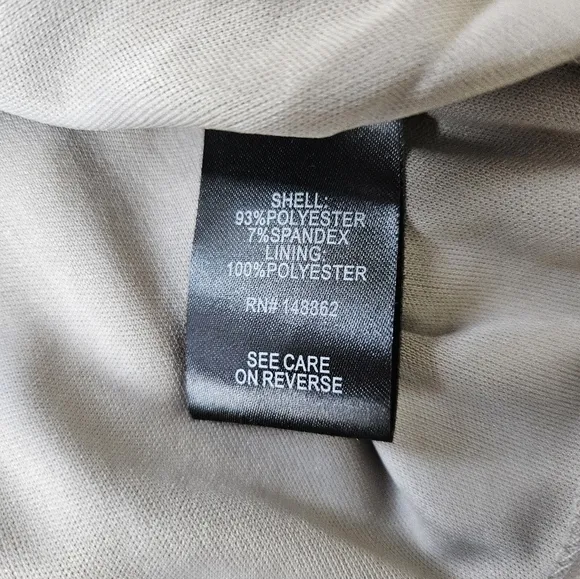 SHELL:
93%POLYESTER
7%SPANDEX
LINING:
100%POLYESTER
RN# 148862
SEE CARE
ON REVERSE